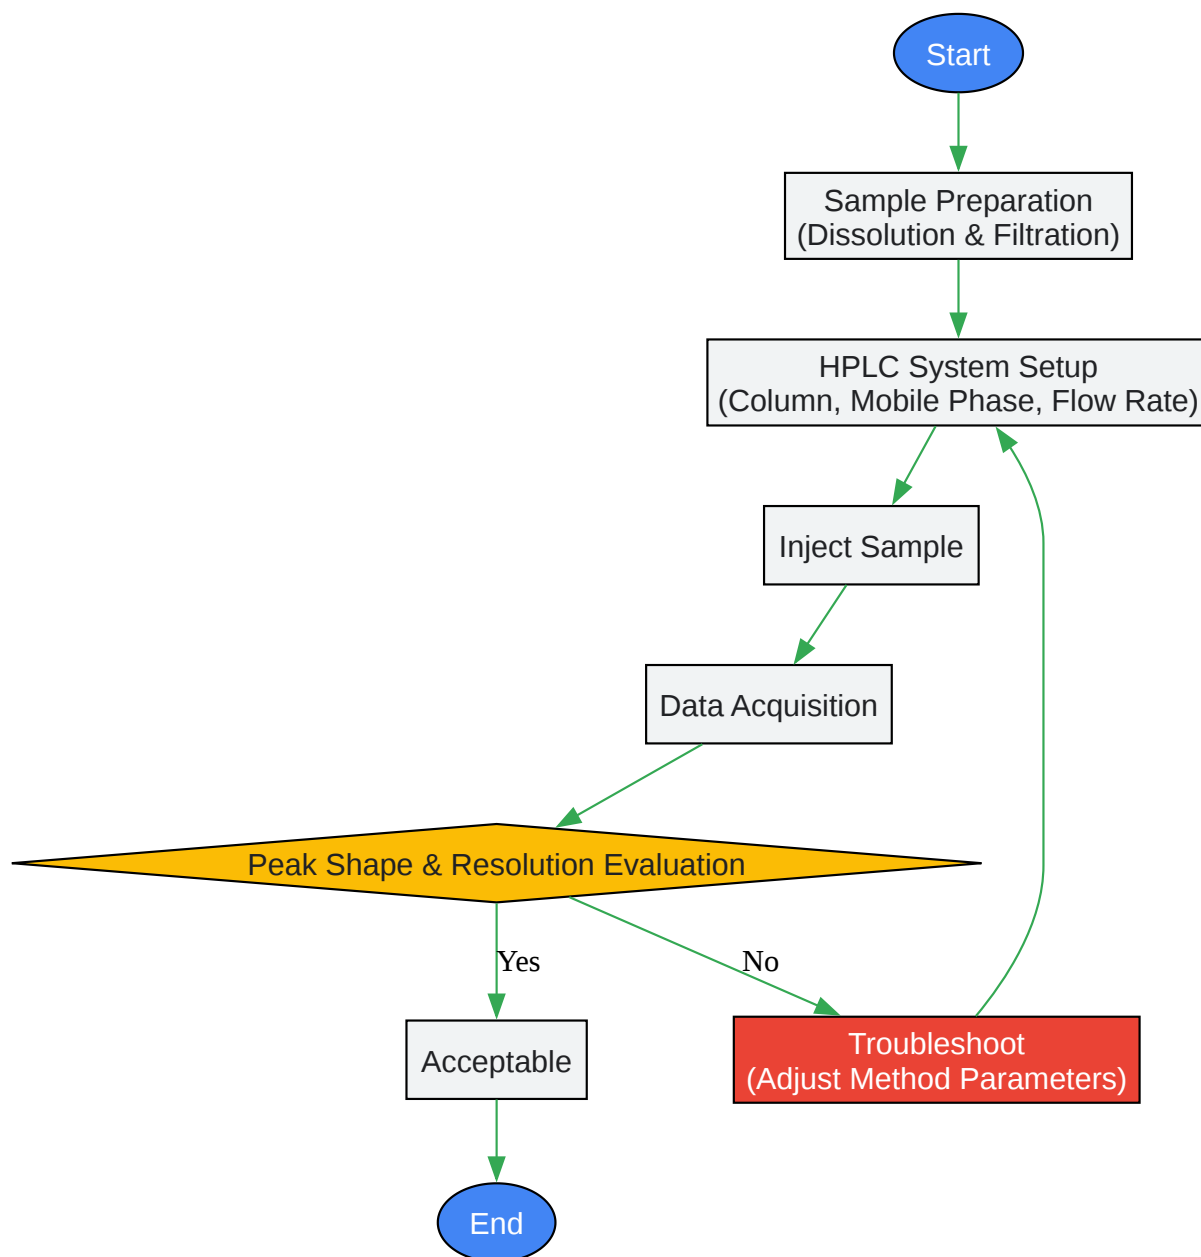 Start
Sample Preparation
(Dissolution & Filtration)
HPLC System Setup
(Column, Mobile Phase, Flow Rate)
Inject Sample
Data Acquisition
Peak Shape & Resolution Evaluation
Yes
No
Acceptable
Troubleshoot
(Adjust Method Parameters)
End